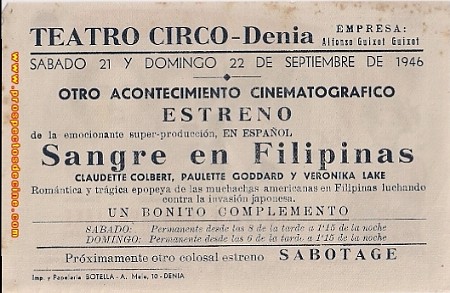 TEATRO CIRCO-Denia
EMPRESA:
Alfonso Guixot Guixot
SABADO 21 Y DOMINGO 22 DE SEPTIEMBRE DE 1946
OTRO ACONTECIMIENTO CINEMATOGRAFICO
ESTRENO
de la emocionante super-producción, EN ESPAÑOL
Sangre en Filipinas
CLAUDETTE COLBERT, PAULETTE GODDARD Y VERONIKA LAKE
Romántica y trágica epopeya de las muchachas americanas en Filipinas luchando
contra la invasión japonesa.
UN BONITO COMPLEMENTO
SABADO: Permanente desde las 8 de la tarde a 1'15 de la noche
DOMINGO: Permanente desde las 6 de la tarde a 1'15 de la noche
Próximamente otro colosal estreno SABOTAGE
Imp. y Papelería SOTELLA - A. Mula, 10 - DENIA
www.prospectosdecine.com